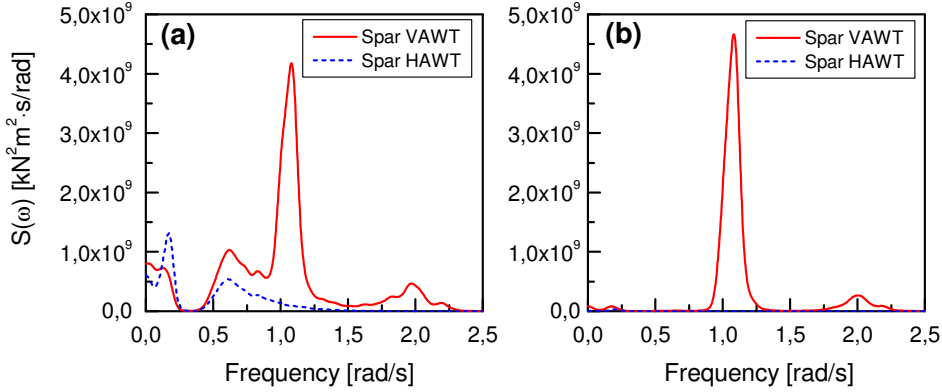 S(ω) [kN²m²·s/rad]
5,0x10⁹
4,0x10⁹
3,0x10⁹
2,0x10⁹
1,0x10⁹
0,0
(a)
Spar VAWT
Spar HAWT
0,0 0,5 1,0 1,5 2,0 2,5
Frequency [rad/s]
5,0x10⁹
4,0x10⁹
3,0x10⁹
2,0x10⁹
1,0x10⁹
0,0
(b)
Spar VAWT
Spar HAWT
0,0 0,5 1,0 1,5 2,0 2,5
Frequency [rad/s]